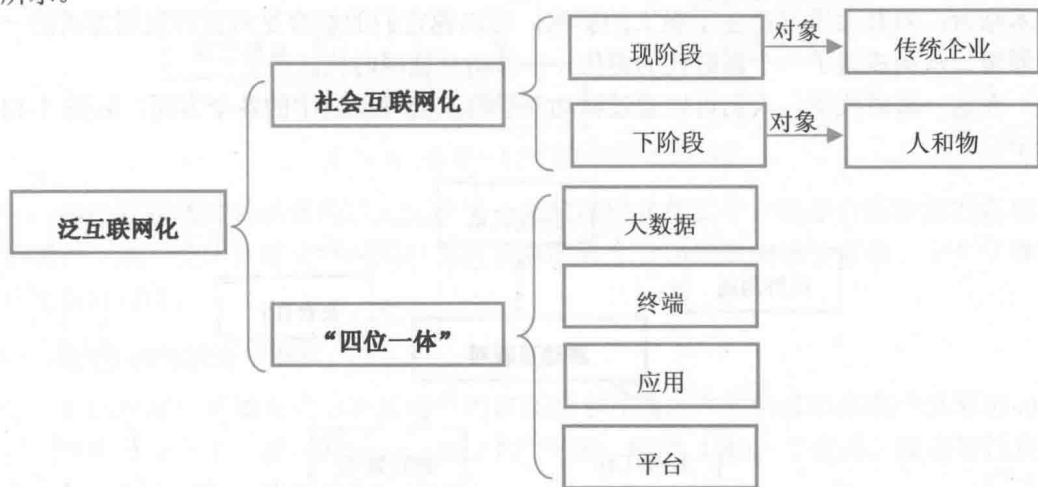 所示。
现阶段
对象
传统企业
社会互联网化
下阶段
对象
人和物
泛互联网化
大数据
终端
“四位一体”
应用
平台